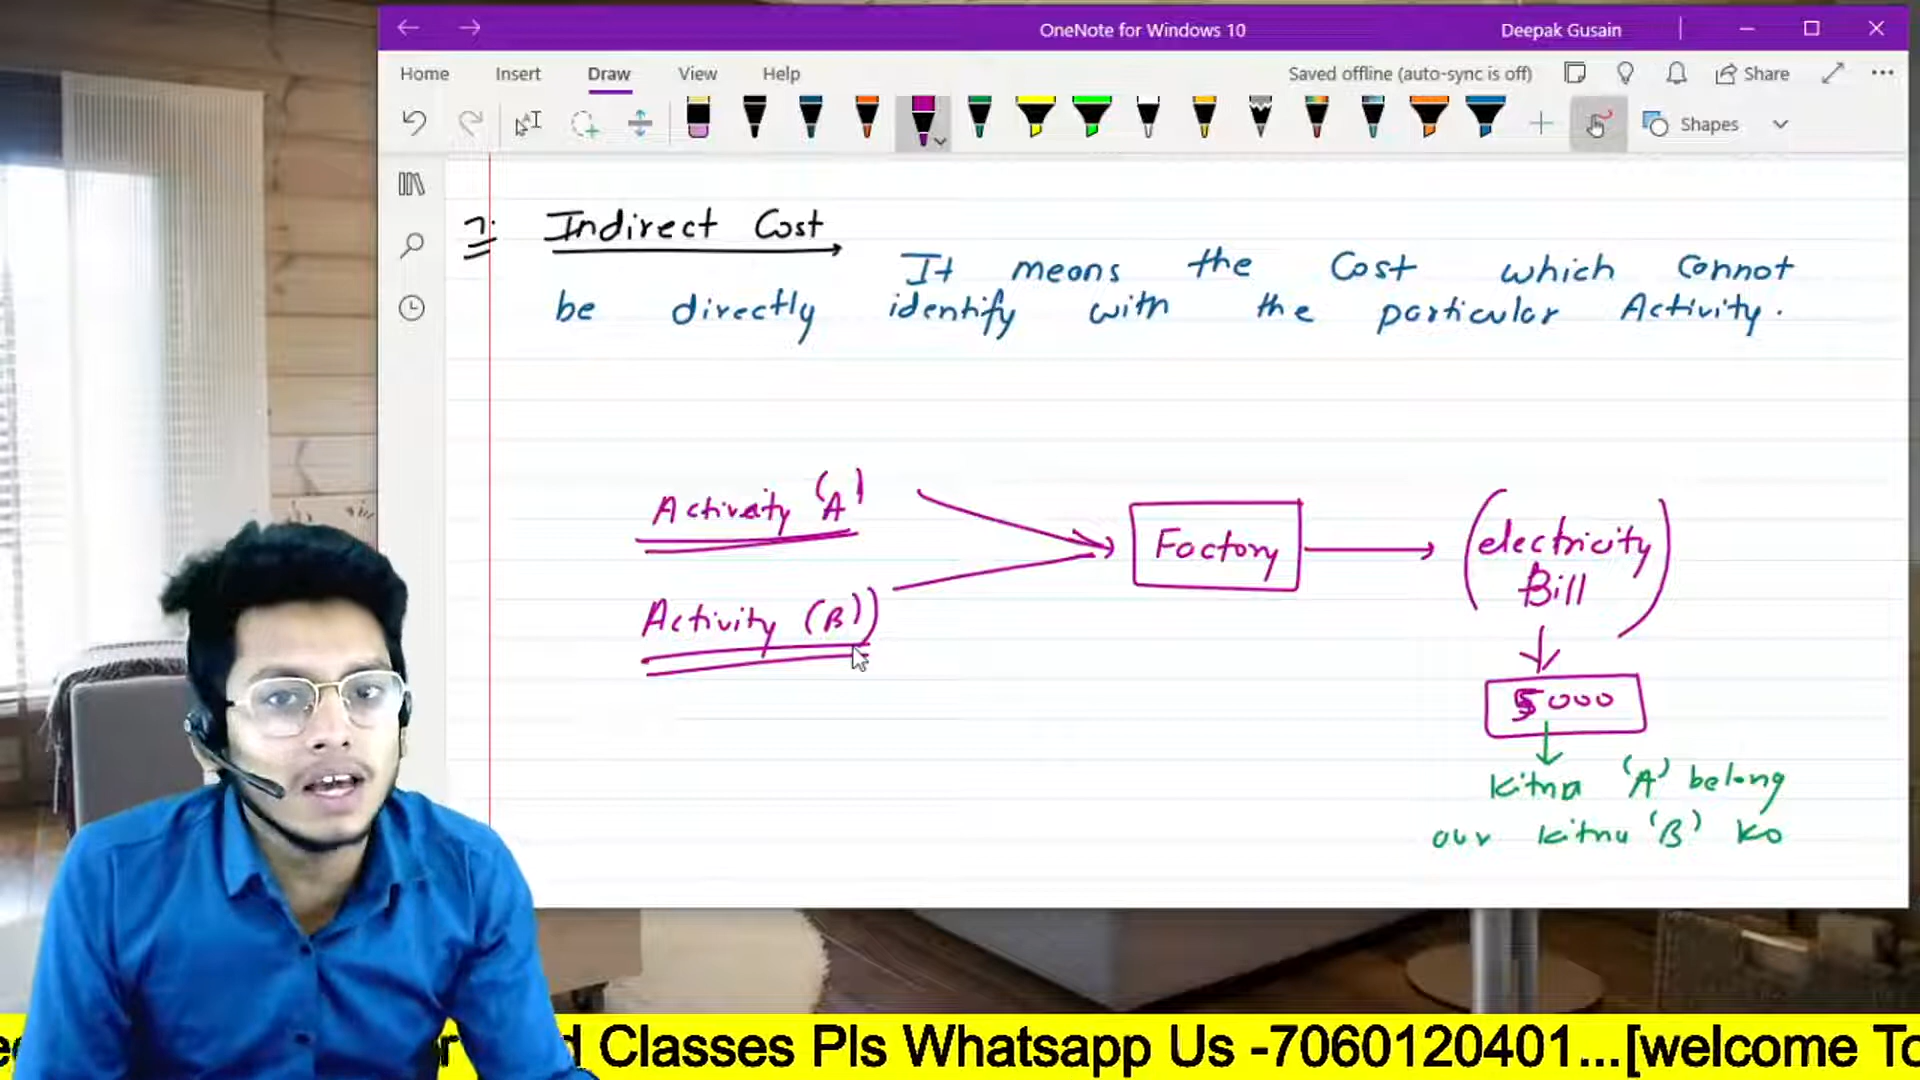 OneNote for Windows 10
Deepak Gusain
Home Insert Draw View Help
Saved offline (auto-sync is off)
Share
Shapes
7. Indirect Cost
It means the Cost which connot
be directly identify with the particular Activity.
Activity (A)
Activity (B))
Factory
electricity
Bill
5000
kitna 'A' belong
our kitna 'B' ko
Classes Pls Whatsapp Us -7060120401...[welcome To